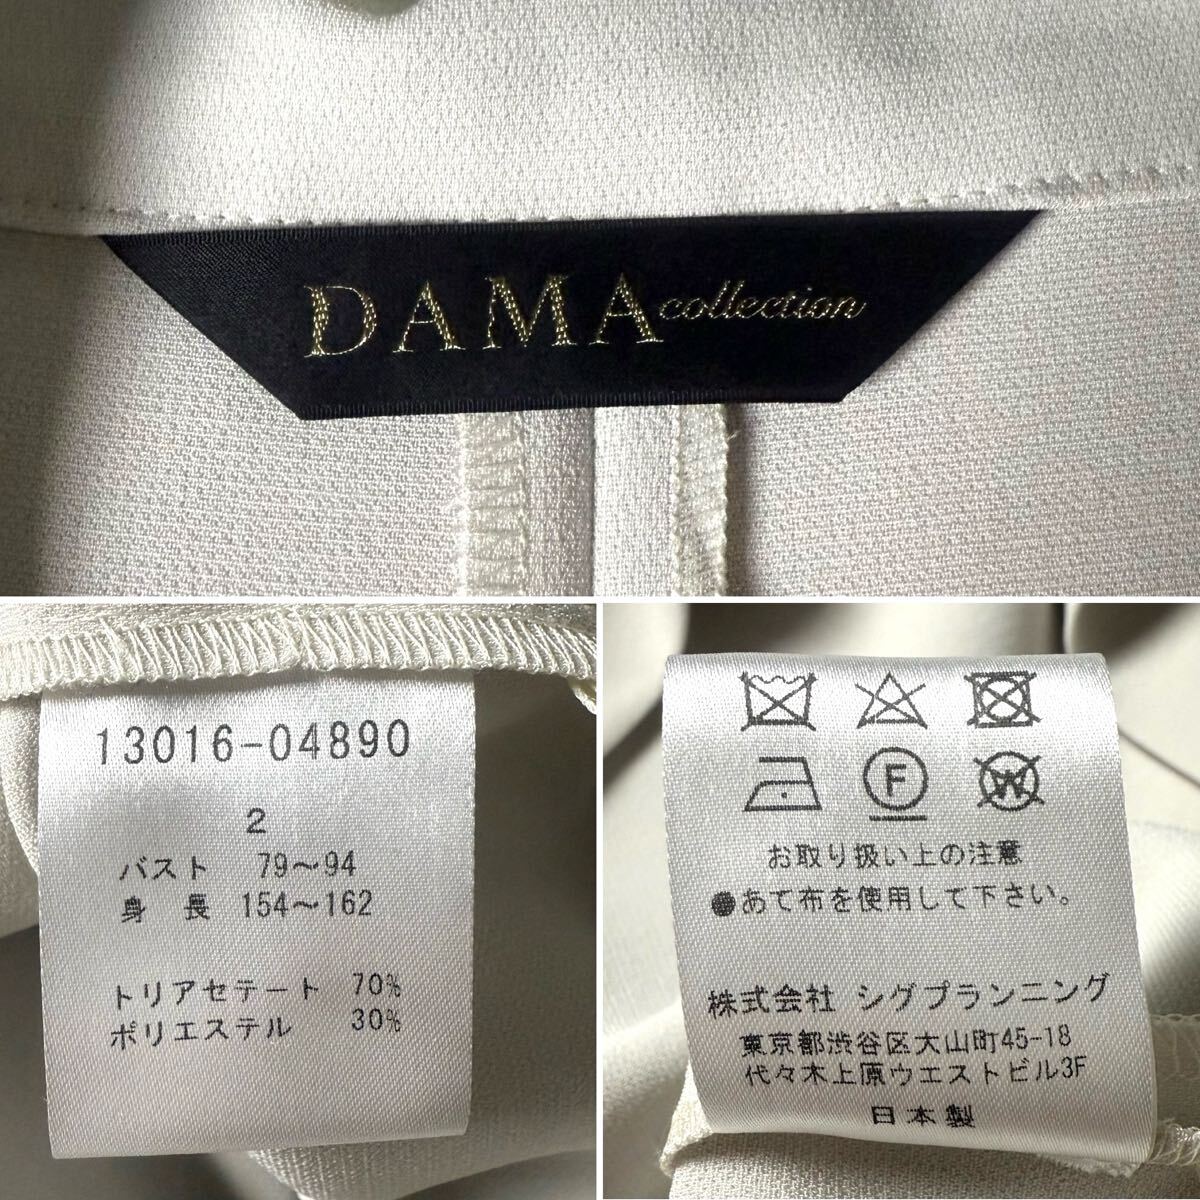 DAMA collection
13016-04890
2
バスト 79～94
身 長 154～162
トリアセテート 70%
ポリエステル 30%
F
W
お取り扱い上の注意
●あて布を使用して下さい。
株式会社 シグプランニング
東京都渋谷区大山町45-18
代々木上原ウエストビル3F
日本製